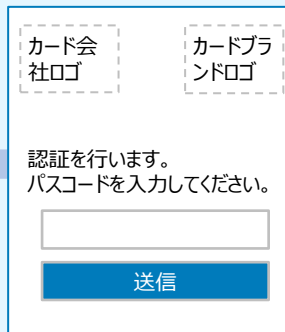 カード会
社ロゴ
カードブラ
ンドロゴ
認証を行います。
パスコードを入力してください。
送信